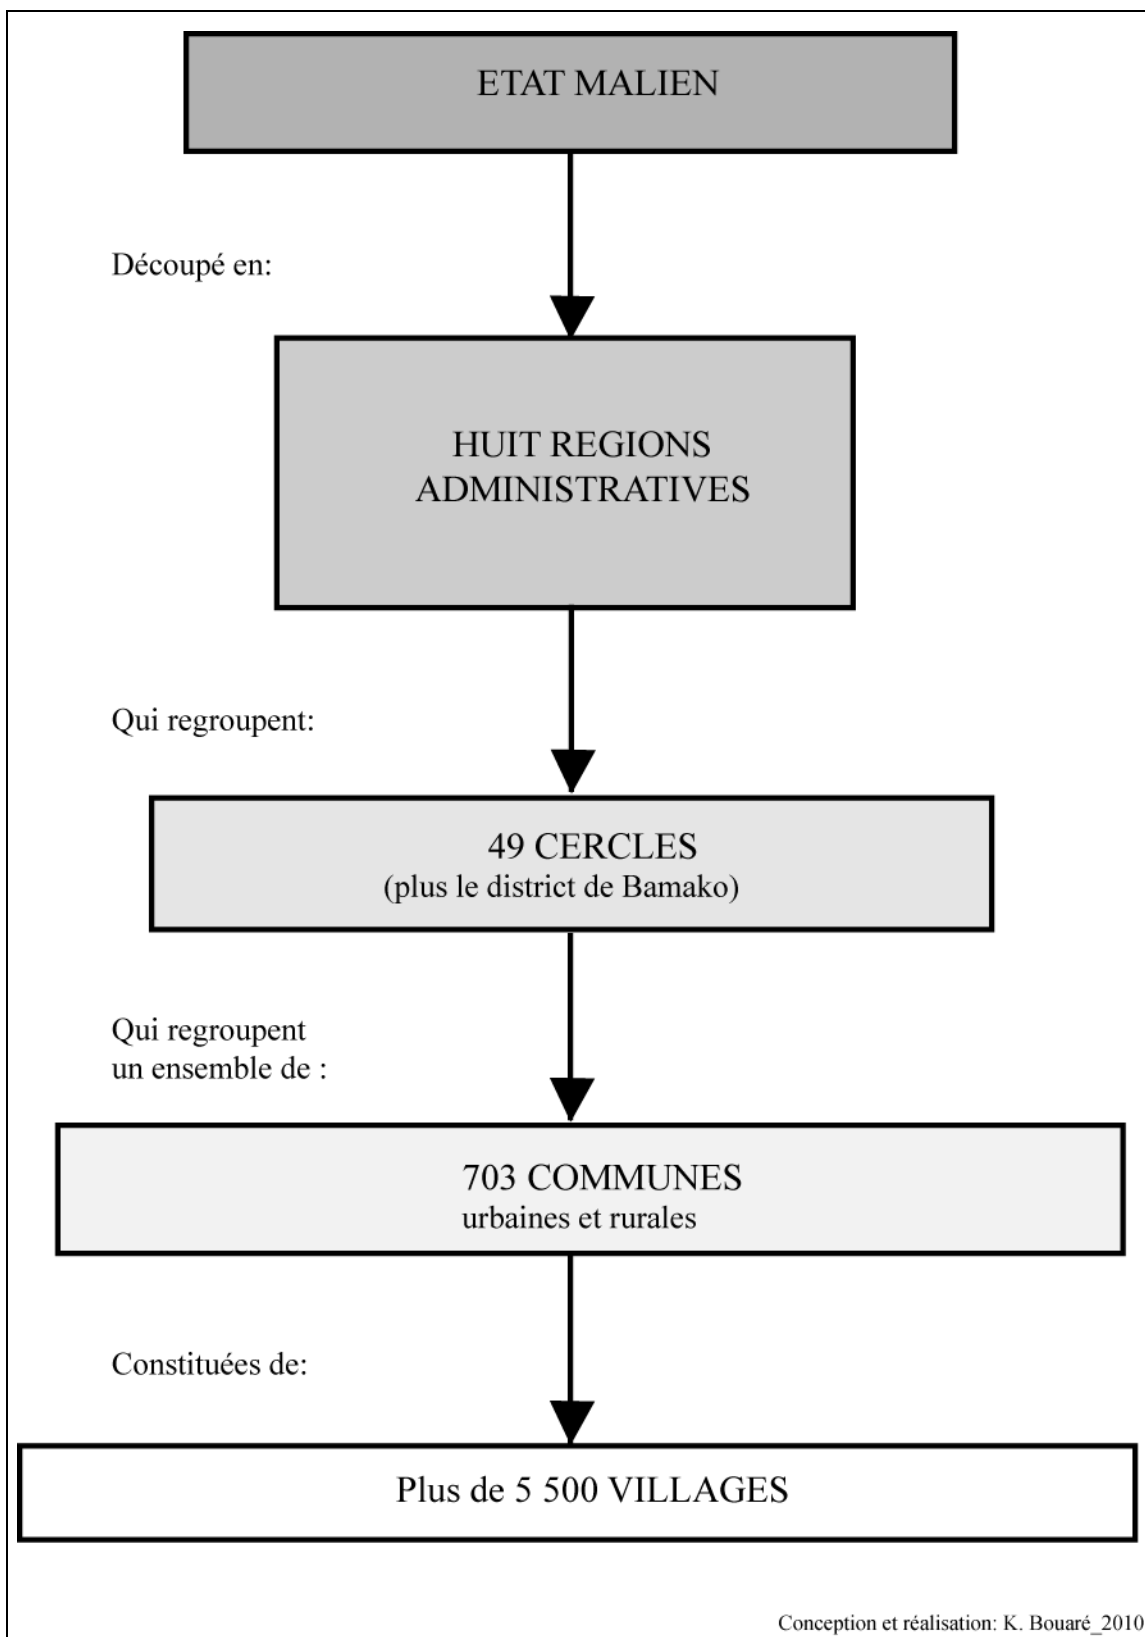 ETAT MALIEN
Découpé en:
HUIT REGIONS
ADMINISTRATIVES
Qui regroupent:
49 CERCLES
(plus le district de Bamako)
Qui regroupent
un ensemble de :
703 COMMUNES
urbaines et rurales
Constituées de:
Plus de 5 500 VILLAGES
Conception et réalisation: K. Bouaré_2010